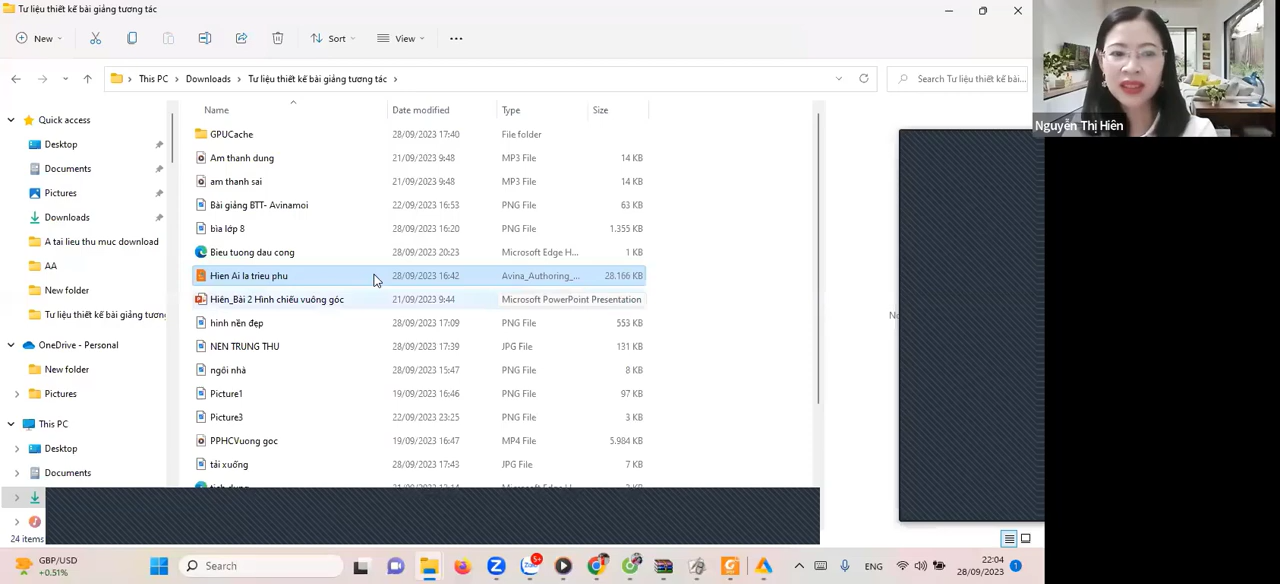 Tư liệu thiết kế bài giảng tương tác
New
Sort
View
This PC > Downloads > Tư liệu thiết kế bài giảng tương tác >
Search Tư liệu thiết kế bài...
Nguyễn Thị Hiên
Quick access
Desktop
Documents
Pictures
Downloads
A tai lieu thu muc download
AA
New folder
Tư liệu thiết kế bài giảng tươn
OneDrive - Personal
New folder
Pictures
This PC
Desktop
Documents
24 items
Name Date modified Type Size
GPUCache 28/09/2023 17:40 File folder
Am thanh dung 21/09/2023 9:48 MP3 File 14 KB
am thanh sai 21/09/2023 9:48 MP3 File 14 KB
Bài giảng BTT- Avinamoi 22/09/2023 16:53 PNG File 63 KB
bìa lớp 8 28/09/2023 16:20 PNG File 1.355 KB
Bieu tuong dau cong 28/09/2023 20:23 Microsoft Edge H... 1 KB
Hien Ai la trieu phu 28/09/2023 16:42 Avina_Authoring_... 28.166 KB
Hiên_Bài 2 Hình chiếu vuông góc 21/09/2023 9:44 Microsoft PowerPoint Presentation
hình nền đẹp 28/09/2023 17:09 PNG File 553 KB
NEN TRUNG THU 28/09/2023 17:39 JPG File 131 KB
ngôi nhà 28/09/2023 15:47 PNG File 8 KB
Picture1 19/09/2023 16:46 PNG File 97 KB
Picture3 22/09/2023 23:25 PNG File 3 KB
PPHCVuong goc 19/09/2023 16:47 MP4 File 5.984 KB
tải xuống 28/09/2023 17:43 JPG File 7 KB
GBP/USD
+0.51%
Search
5+
Zalo
ENG
22:04
28/09/2023
1